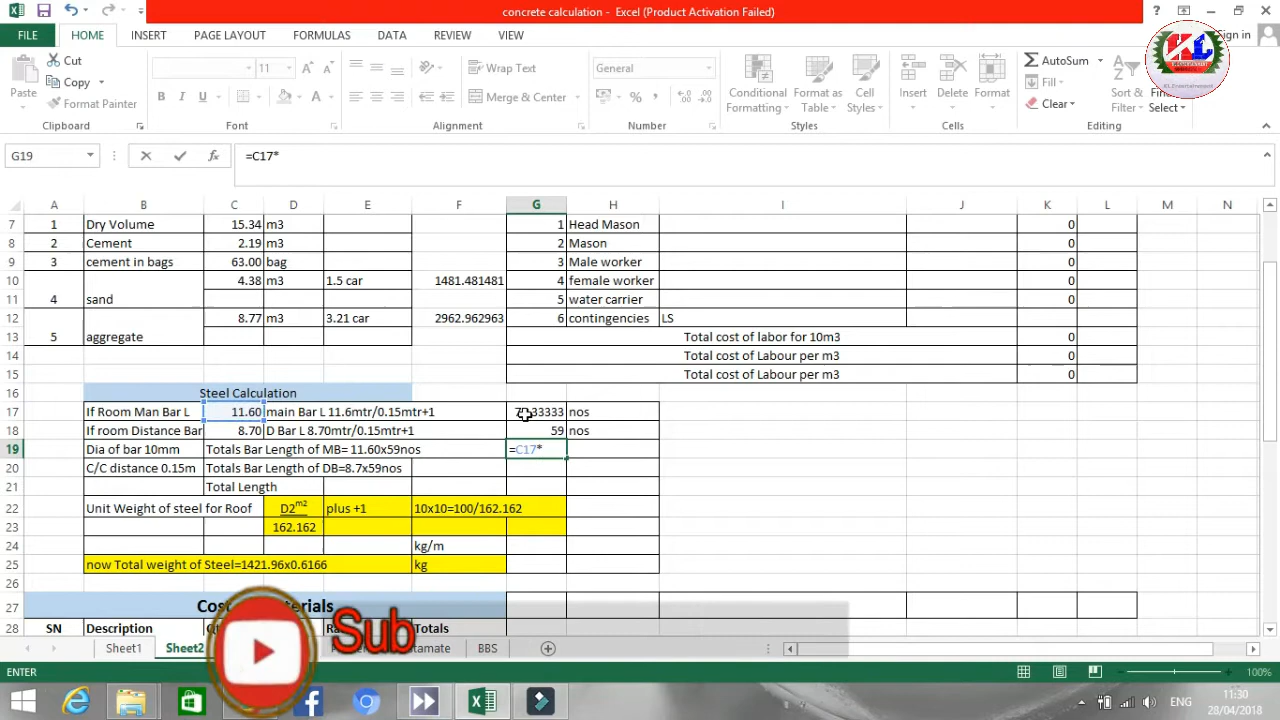 concrete calculation - Excel (Product Activation Failed)
FILE HOME INSERT PAGE LAYOUT FORMULAS DATA REVIEW VIEW
Cut
Copy
Format Painter
Paste
Clipboard
11
B I U
Font
Wrap Text
Merge & Center
Alignment
General
Number
Conditional Formatting
Format as Table
Cell Styles
Styles
Insert Delete Format
Cells
AutoSum
Fill
Clear
Sort & Filter
Select
Editing
G19 =C17*
A B C D E F G H I J K L M N
7 1 Dry Volume 15.34 m3 1 Head Mason 0
8 2 Cement 2.19 m3 2 Mason 0
9 3 cement in bags 63.00 bag 3 Male worker 0
10 4.38 m3 1.5 car 1481.481481 4 female worker 0
11 4 sand 5 water carrier 0
12 8.77 m3 3.21 car 2962.962963 6 contingencies LS 0
13 5 aggregate Total cost of labor for 10m3 0
14 Total cost of Labour per m3 0
15 Total cost of Labour per m3 0
16 Steel Calculation
17 If Room Man Bar L 11.60 main Bar L 11.6mtr/0.15mtr+1 nos
18 If room Distance Bar 8.70 D Bar L 8.70mtr/0.15mtr+1 59 nos
19 Dia of bar 10mm Totals Bar Length of MB= 11.60x59nos =C17*
20 C/C distance 0.15m Totals Bar Length of DB=8.7x59nos
21 Total Length
22 Unit Weight of steel for Roof D2m2 plus +1 10x10=100/162.162
23 162.162
24 kg/m
25 now Total weight of Steel=1421.96x0.6166 kg
26
27
28 SN Description Totals
Sub
Sheet1 Sheet2 BBS
ENTER 100%
ENG 11:30
28/04/2018